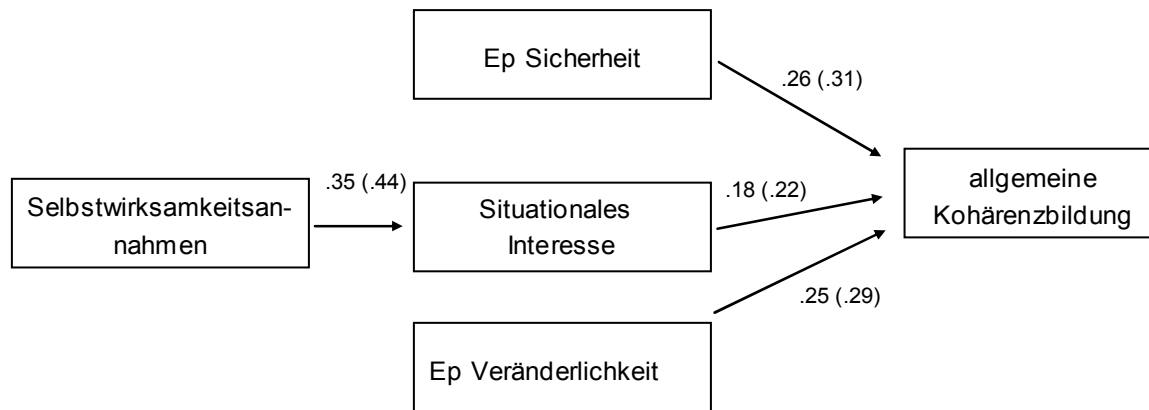 Ep Sicherheit
.26 (.31)
Selbstwirksamkeitsan-
nahmen
.35 (.44)
Situationales
Interesse
.18 (.22)
allgemeine
Kohärenzbildung
.25 (.29)
Ep Veränderlichkeit